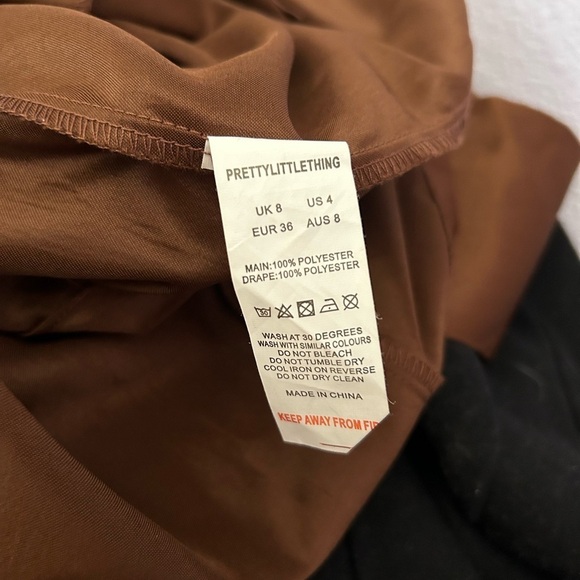 PRETTYLITTLETHING
UK 8 US 4
EUR 36 AUS 8
MAIN:100% POLYESTER
DRAPE:100% POLYESTER
WASH AT 30 DEGREES
WASH WITH SIMILAR COLOURS
DO NOT BLEACH
DO NOT TUMBLE DRY
COOL IRON ON REVERSE
DO NOT DRY CLEAN
MADE IN CHINA
KEEP AWAY FROM